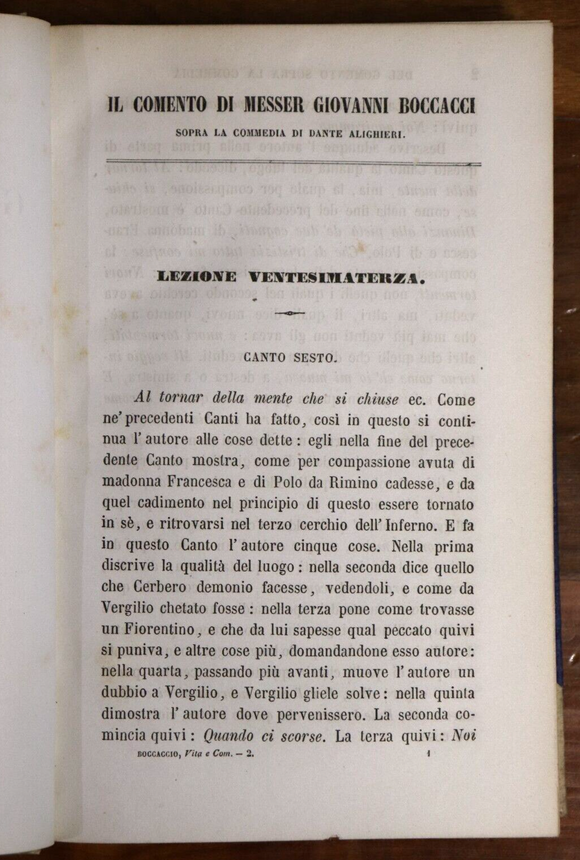 IL COMENTO DI MESSER GIOVANNI BOCCACCI
SOPRA LA COMMEDIA DI DANTE ALIGHIERI.
LEZIONE VENTESIMATERZA.
CANTO SESTO.
Al tornar della mente che si chiuse ec. Come
ne' precedenti Canti ha fatto, così in questo si conti-
nua l'autore alle cose dette: egli nella fine del prece-
dente Canto mostra, come per compassione avuta di
madonna Francesca e di Polo da Rimino cadesse, e da
quel cadimento nel principio di questo essere tornato
in sè, e ritrovarsi nel terzo cerchio dell'Inferno. E fa
in questo Canto l'autore cinque cose. Nella prima
discrive la qualità del luogo: nella seconda dice quello
che Cerbero demonio facesse, vedendoli, e come da
Vergilio chetato fosse: nella terza pone come trovasse
un Fiorentino, e che da lui sapesse qual peccato quivi
si puniva, e altre cose più, domandandone esso autore:
nella quarta, passando più avanti, muove l'autore un
dubbio a Vergilio, e Vergilio gliele solve: nella quinta
dimostra l'autore dove pervenissero. La seconda co-
mincia quivi: Quando ci scorse. La terza quivi: Noi
BOCCACCIO, Vita e Com. — 2. 1